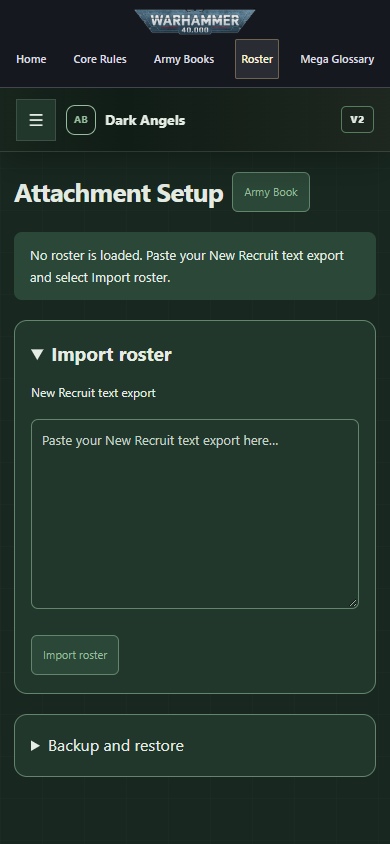 WARHAMMER
40,000
Home Core Rules Army Books Roster Mega Glossary
☰ AB Dark Angels V2
Attachment Setup Army Book
No roster is loaded. Paste your New Recruit text export
and select Import roster.
▼ Import roster
New Recruit text export
Paste your New Recruit text export here...
Import roster
▶ Backup and restore